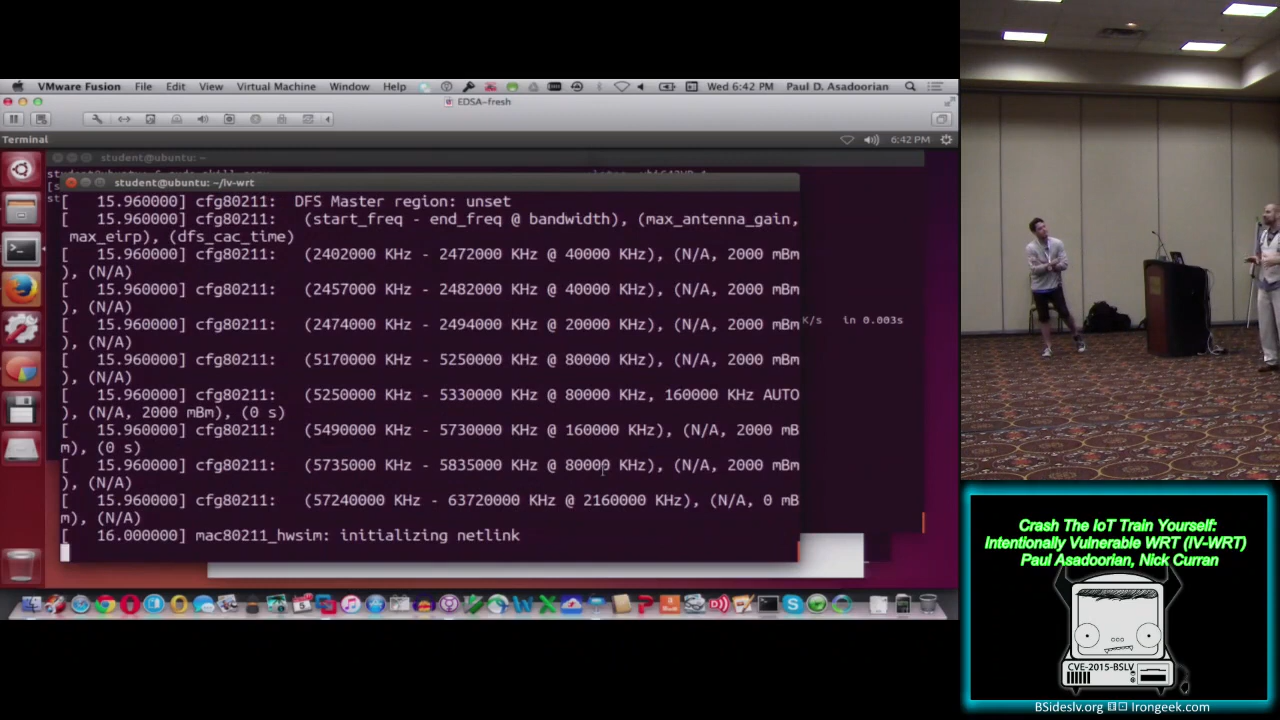 VMware Fusion File Edit View Virtual Machine Window Help Wed 6:42 PM Paul D. Asadoorian
EDSA-fresh
Terminal 6:42 PM
student@ubuntu: ~
student@ubuntu: ~/iv-wrt
[ 15.960000] cfg80211: DFS Master region: unset
[ 15.960000] cfg80211: (start_freq - end_freq @ bandwidth), (max_antenna_gain,
max_eirp), (dfs_cac_time)
[ 15.960000] cfg80211: (2402000 KHz - 2472000 KHz @ 40000 KHz), (N/A, 2000 mBm
), (N/A)
[ 15.960000] cfg80211: (2457000 KHz - 2482000 KHz @ 40000 KHz), (N/A, 2000 mBm
), (N/A)
[ 15.960000] cfg80211: (2474000 KHz - 2494000 KHz @ 20000 KHz), (N/A, 2000 mBm
), (N/A)
K/s in 0.003s
[ 15.960000] cfg80211: (5170000 KHz - 5250000 KHz @ 80000 KHz), (N/A, 2000 mBm
), (N/A)
[ 15.960000] cfg80211: (5250000 KHz - 5330000 KHz @ 80000 KHz, 160000 KHz AUTO
), (N/A, 2000 mBm), (0 s)
[ 15.960000] cfg80211: (5490000 KHz - 5730000 KHz @ 160000 KHz), (N/A, 2000 mB
m), (0 s)
[ 15.960000] cfg80211: (5735000 KHz - 5835000 KHz @ 80000 KHz), (N/A, 2000 mBm
), (N/A)
[ 15.960000] cfg80211: (57240000 KHz - 63720000 KHz @ 2160000 KHz), (N/A, 0 mB
m), (N/A)
[ 16.000000] mac80211_hwsim: initializing netlink
Crash The IoT Train Yourself:
Intentionally Vulnerable WRT (IV-WRT)
Paul Asadoorian, Nick Curran
CVE-2015-BSLV
BSideslv.org Irongeek.com